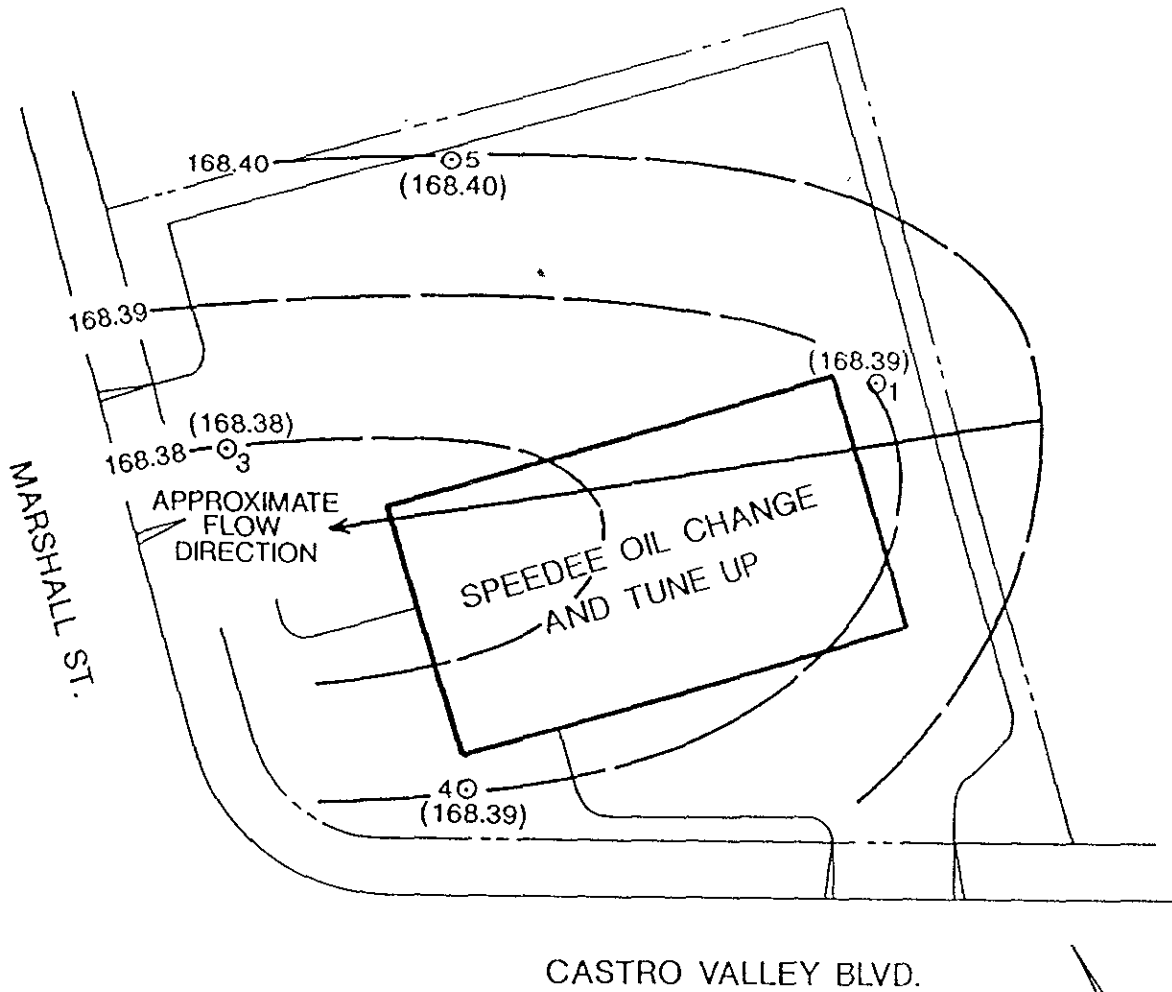 168.40
5
(168.40)
168.39
(168.39)
1
(168.38)
168.38
3
APPROXIMATE
FLOW
DIRECTION
SPEEDEE OIL CHANGE
AND TUNE UP
MARSHALL ST.
4
(168.39)
CASTRO VALLEY BLVD.